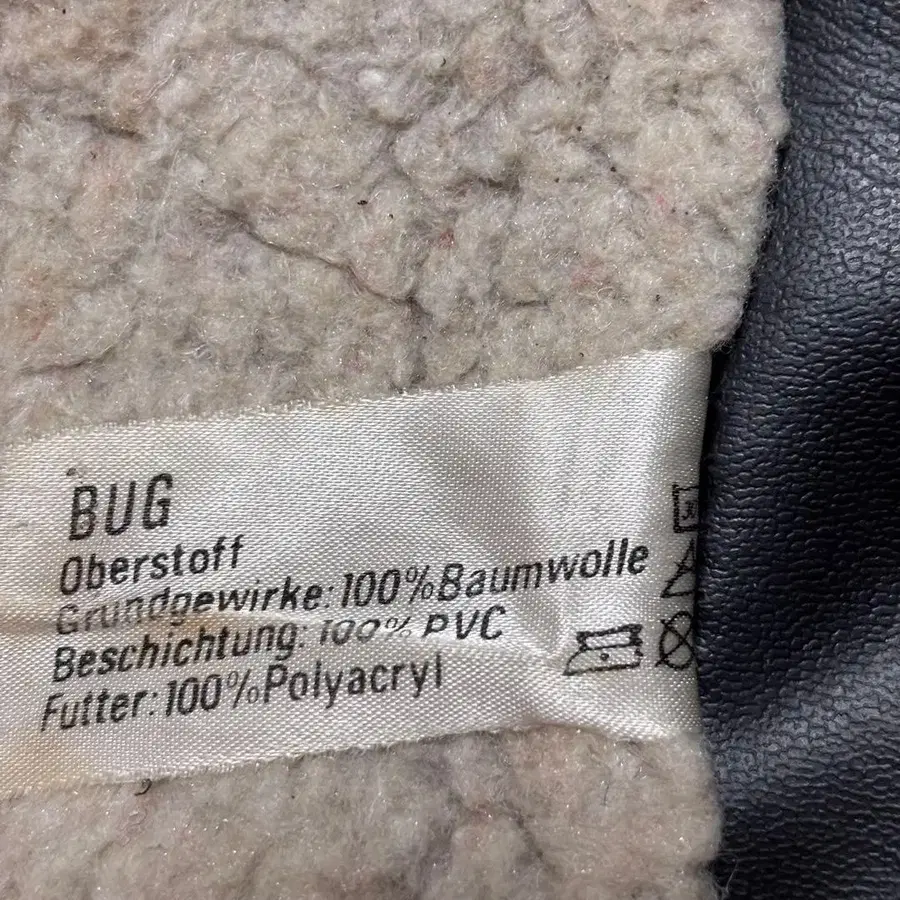 BUG
Oberstoff
Grundgewirke: 100% Baumwolle
Beschichtung: 100% PVC
Futter: 100% Polyacryl